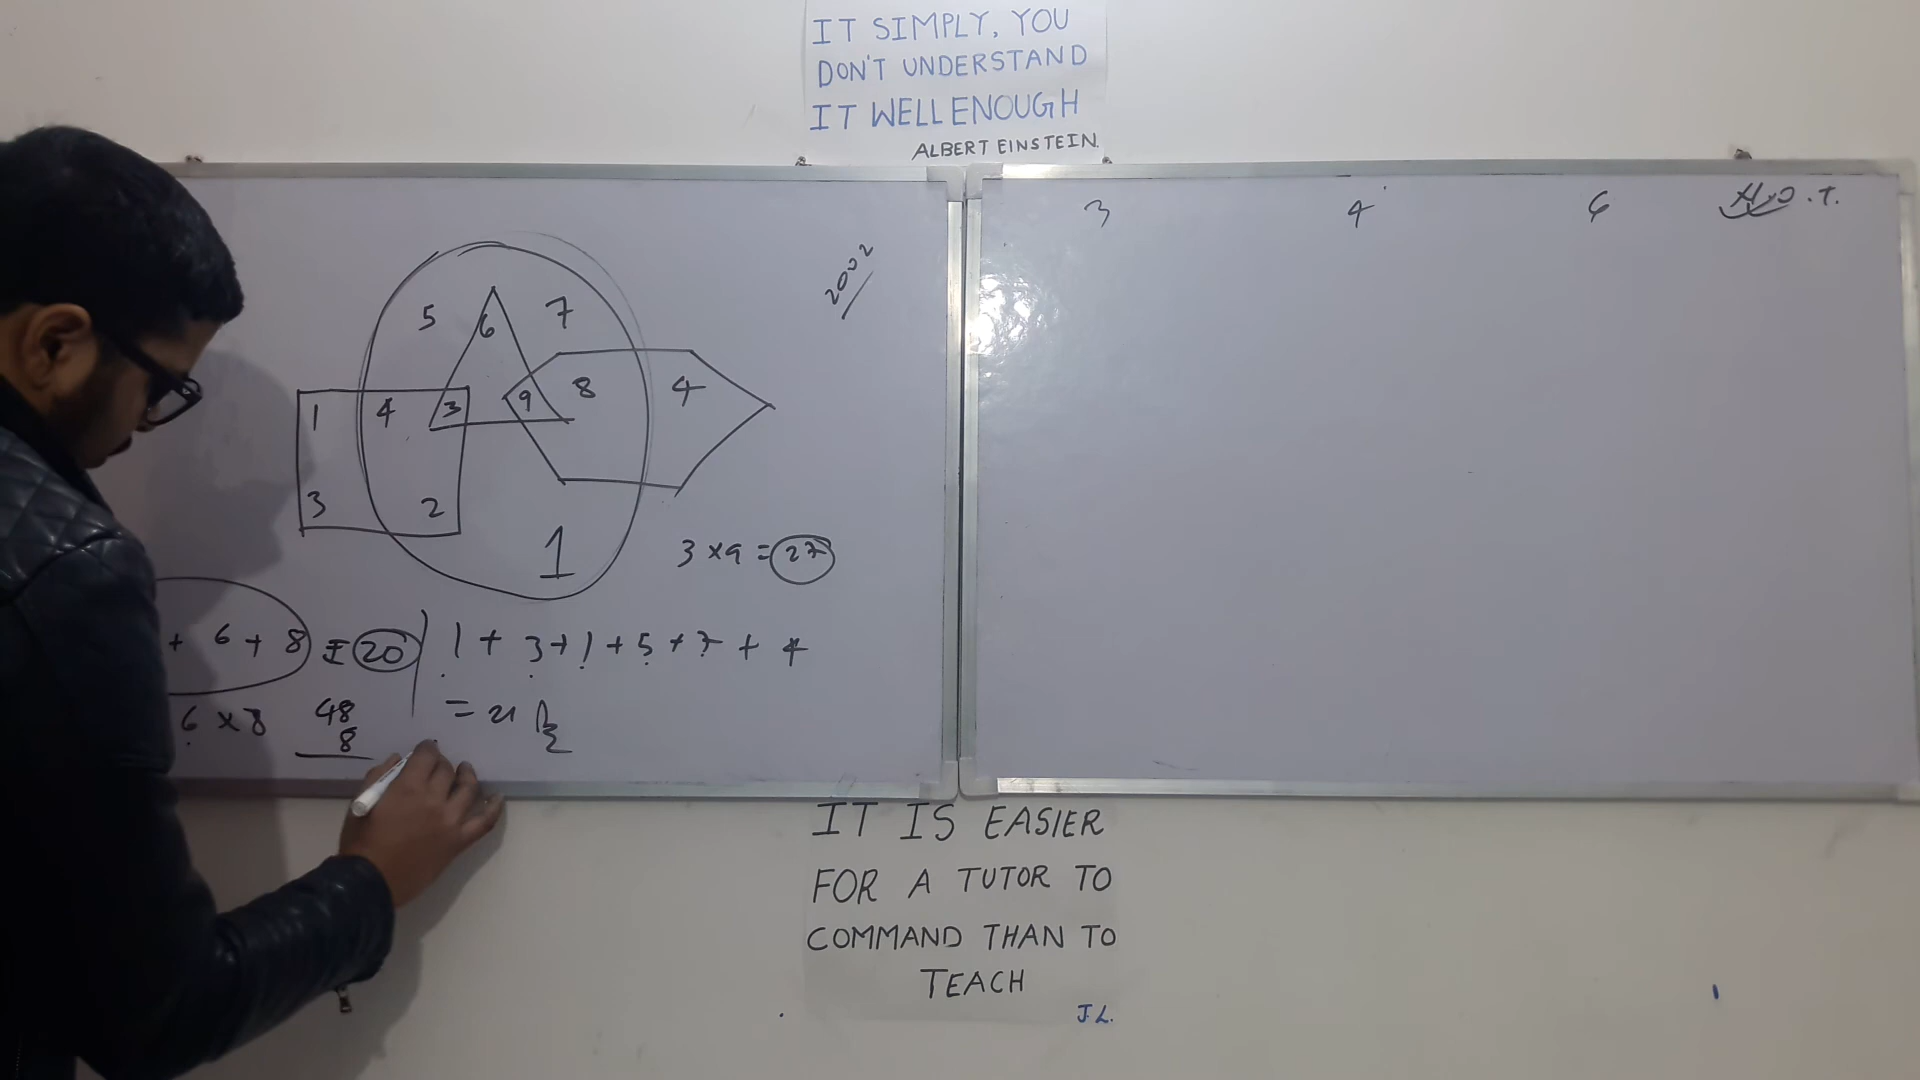 IT SIMPLY, YOU
DON'T UNDERSTAND
IT WELL ENOUGH
ALBERT EINSTEIN.
2002
5 6 7
1 4 3 9 8 4
3 2
1
3 × 9 = 27
+ 6 + 8 = 20
1 + 3 + 1 + 5 + 7 + 4
6 × 8
48
8
= 21
3 4 6
IT IS EASIER
FOR A TUTOR TO
COMMAND THAN TO
TEACH
J.L.